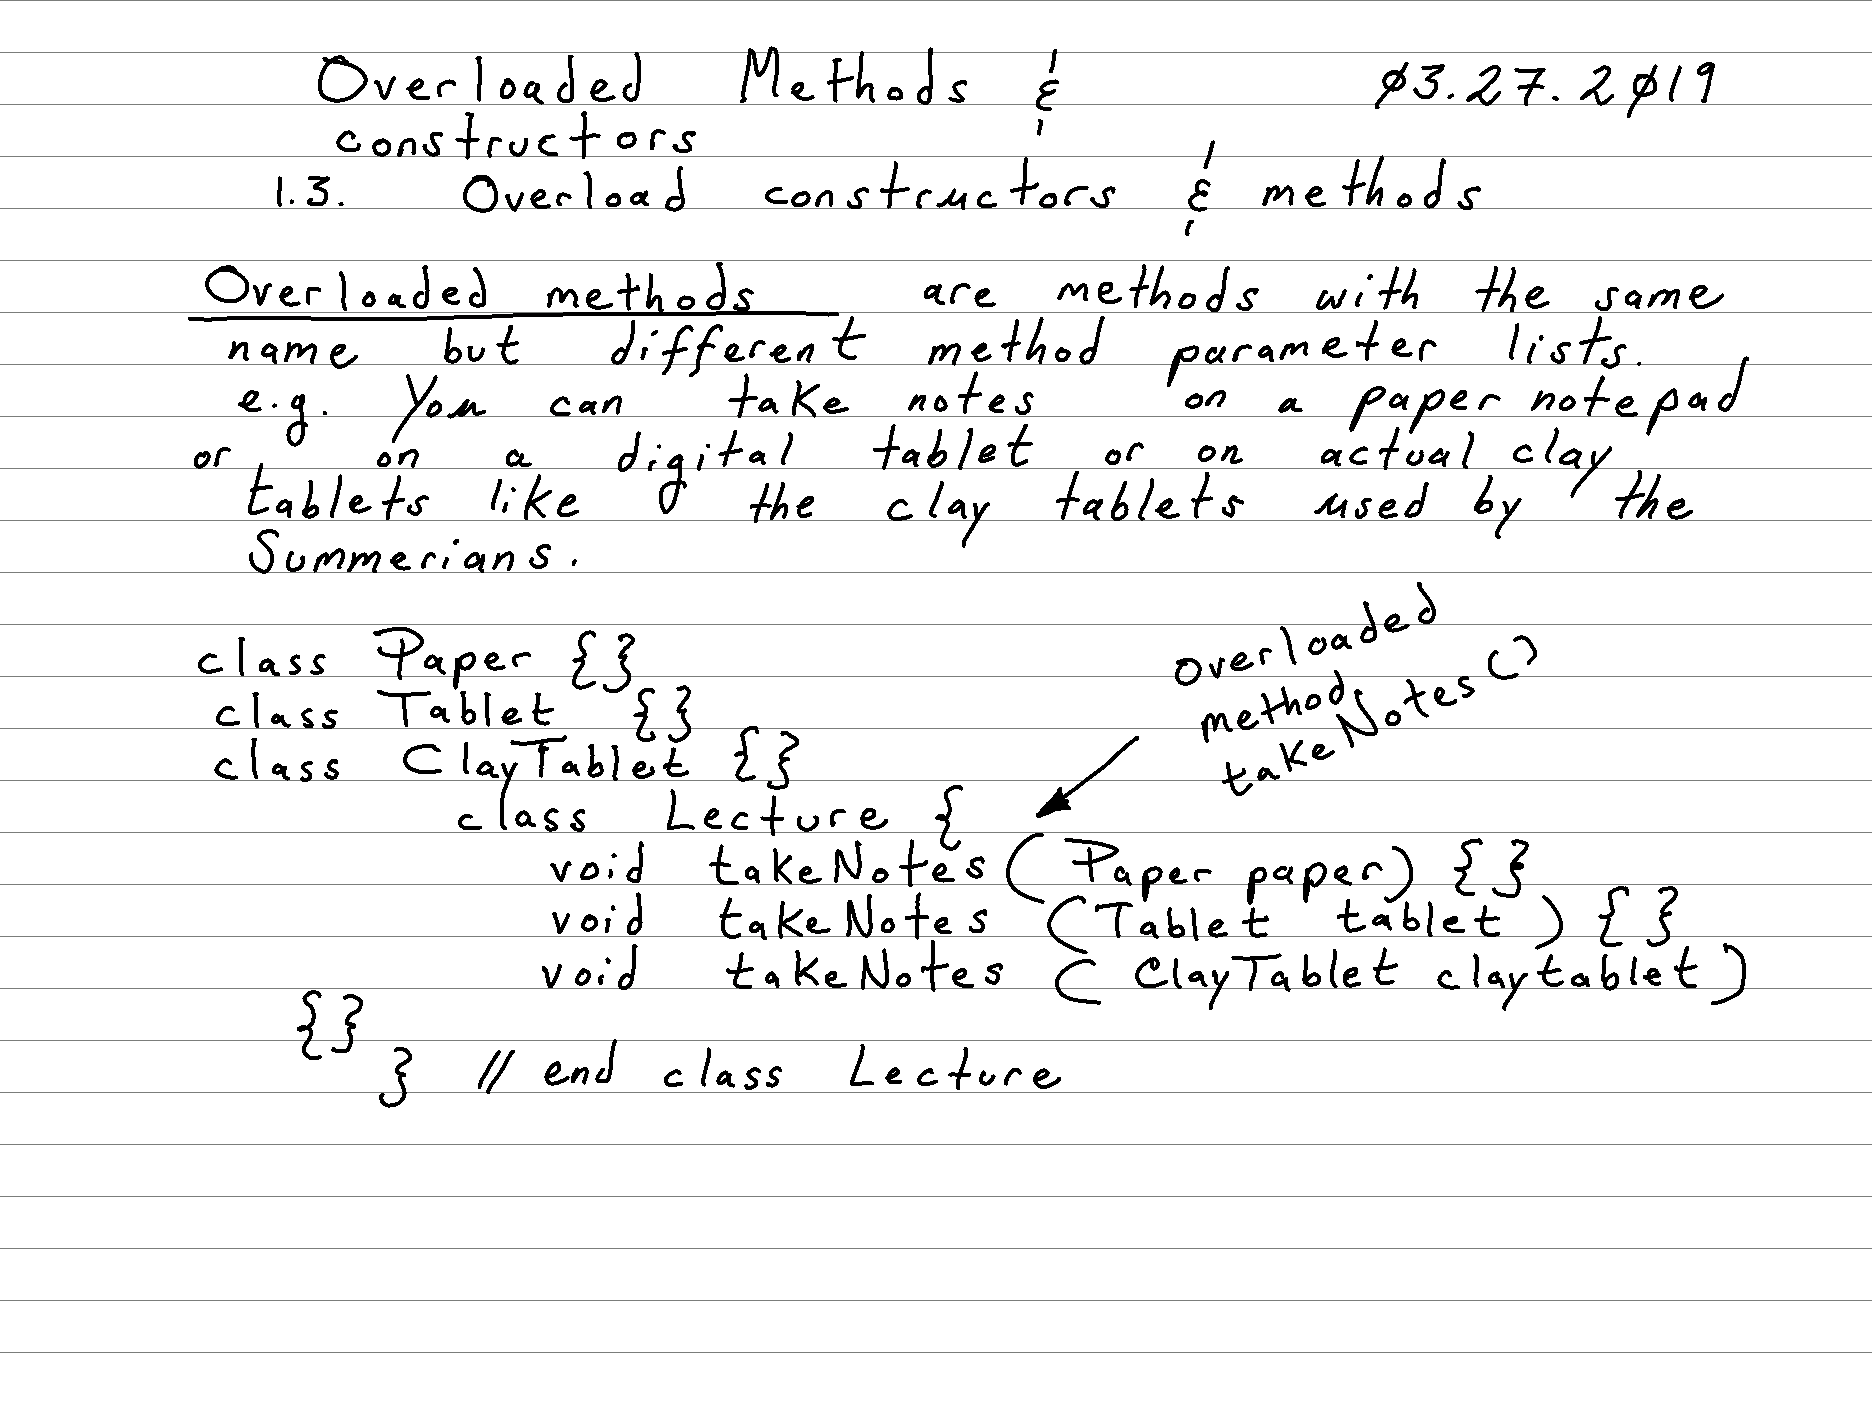 Overloaded Methods & ø3.27.2ø19
constructors
1.3. Overload constructors & methods
Overloaded methods are methods with the same
name but different method parameter lists.
e.g. You can take notes on a paper notepad
or on a digital tablet or on actual clay
tablets like the clay tablets used by the
Summerians.
class Paper {}
class Tablet {}
class ClayTablet {}
overloaded
method
takeNotes()
class Lecture {
void takeNotes (Paper paper) {}
void takeNotes (Tablet tablet) {}
void takeNotes (ClayTablet claytablet)
{}
} // end class Lecture